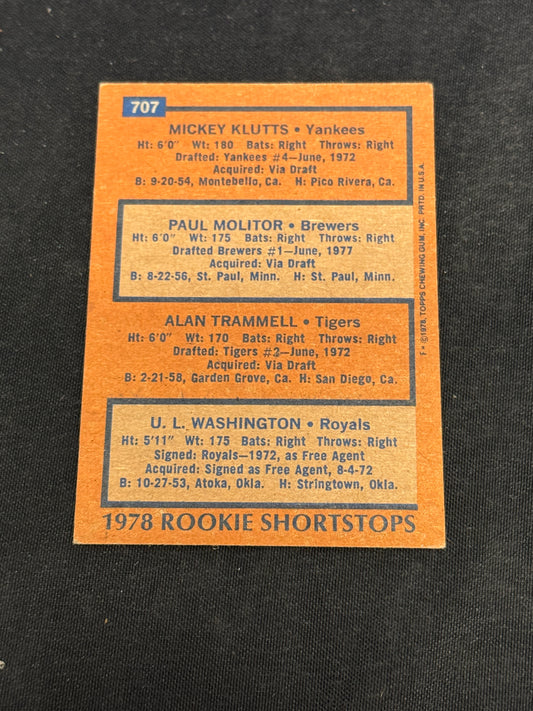 707
MICKEY KLUTTS • Yankees
Ht: 6'0" Wt: 180 Bats: Right Throws: Right
Drafted: Yankees #4—June, 1972
Acquired: Via Draft
B: 9-20-54, Montebello, Ca. H: Pico Rivera, Ca.
PAUL MOLITOR • Brewers
Ht: 6'0" Wt: 175 Bats: Right Throws: Right
Drafted Brewers #1—June, 1977
Acquired: Via Draft
B: 8-22-56, St. Paul, Minn. H: St. Paul, Minn.
ALAN TRAMMELL • Tigers
Ht: 6'0" Wt: 170 Bats: Right Throws: Right
Drafted: Tigers #2—June, 1972
Acquired: Via Draft
B: 2-21-58, Garden Grove, Ca. H: San Diego, Ca.
U. L. WASHINGTON • Royals
Ht: 5'11" Wt: 175 Bats: Right Throws: Right
Signed: Royals—1972, as Free Agent
Acquired: Signed as Free Agent, 8-4-72
B: 10-27-53, Atoka, Okla. H: Stringtown, Okla.
1978 ROOKIE SHORTSTOPS
F* ©1978, TOPPS CHEWING GUM, INC. PRTD. IN U.S.A.